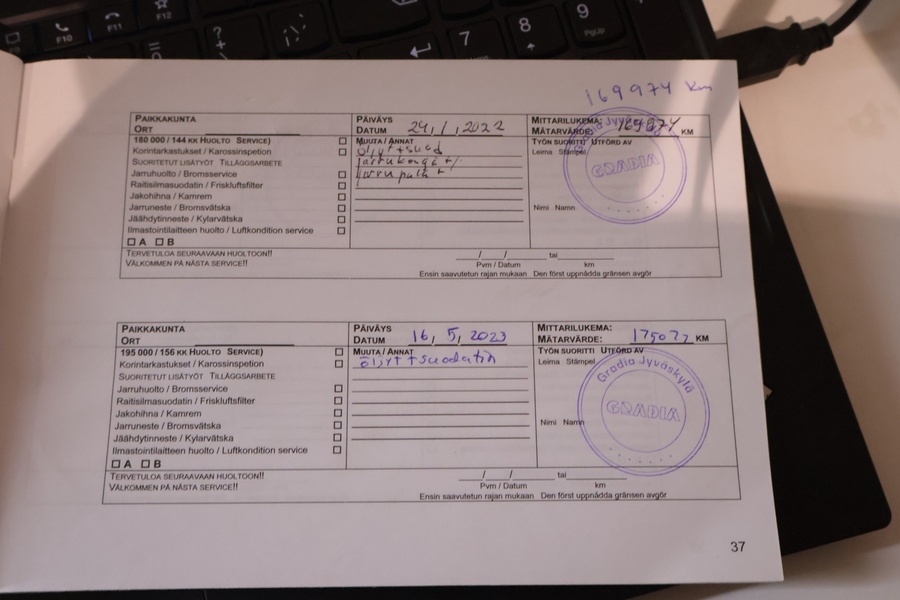 F10
F11
F12
7
8
9
PgUp
169974 Km
PAIKKAKUNTA
ORT
PÄIVÄYS
DATUM
MITTARILUKEMA:
MÄTARVÄRDE:
KM
180 000 / 144 KK HUOLTO SERVICE)
Korintarkastukset / Karossinspetion
SUORITETUT LISÄTYÖT TILLÄGGSARBETE
Jarruhuolto / Bromsservice
Raitisilmasuodatin / Friskluftsfilter
Jakohihna / Kamrem
Jarruneste / Bromsvätska
Jäähdytinneste / Kylarvätska
Ilmastointilaitteen huolto / Luftkondition service
A B
MUUTA / ANNAT
TYÖN SUORITTI UTFÖRD AV
Leima Stämpel
GRADIA
Nimi Namn
TERVETULOA SEURAAVAAN HUOLTOON!!
VÄLKOMMEN PÅ NÄSTA SERVICE!!
/ / tai
Pvm / Datum km
Ensin saavutetun rajan mukaan Den först uppnådda gränsen avgör
PAIKKAKUNTA
ORT
PÄIVÄYS
DATUM 16, 5, 2023
MITTARILUKEMA:
MÄTARVÄRDE:
KM
195 000 / 156 KK HUOLTO SERVICE)
Korintarkastukset / Karossinspetion
SUORITETUT LISÄTYÖT TILLÄGGSARBETE
Jarruhuolto / Bromsservice
Raitisilmasuodatin / Friskluftsfilter
Jakohihna / Kamrem
Jarruneste / Bromsvätska
Jäähdytinneste / Kylarvätska
Ilmastointilaitteen huolto / Luftkondition service
A B
MUUTA / ANNAT
öljyt + suodatin
TYÖN SUORITTI UTFÖRD AV
Leima Stämpel
Gradia Jyväskylä
GRADIA
Nimi Namn
TERVETULOA SEURAAVAAN HUOLTOON!!
VÄLKOMMEN PÅ NÄSTA SERVICE!!
/ / tai
Pvm / Datum km
Ensin saavutetun rajan mukaan Den först uppnådda gränsen avgör
37